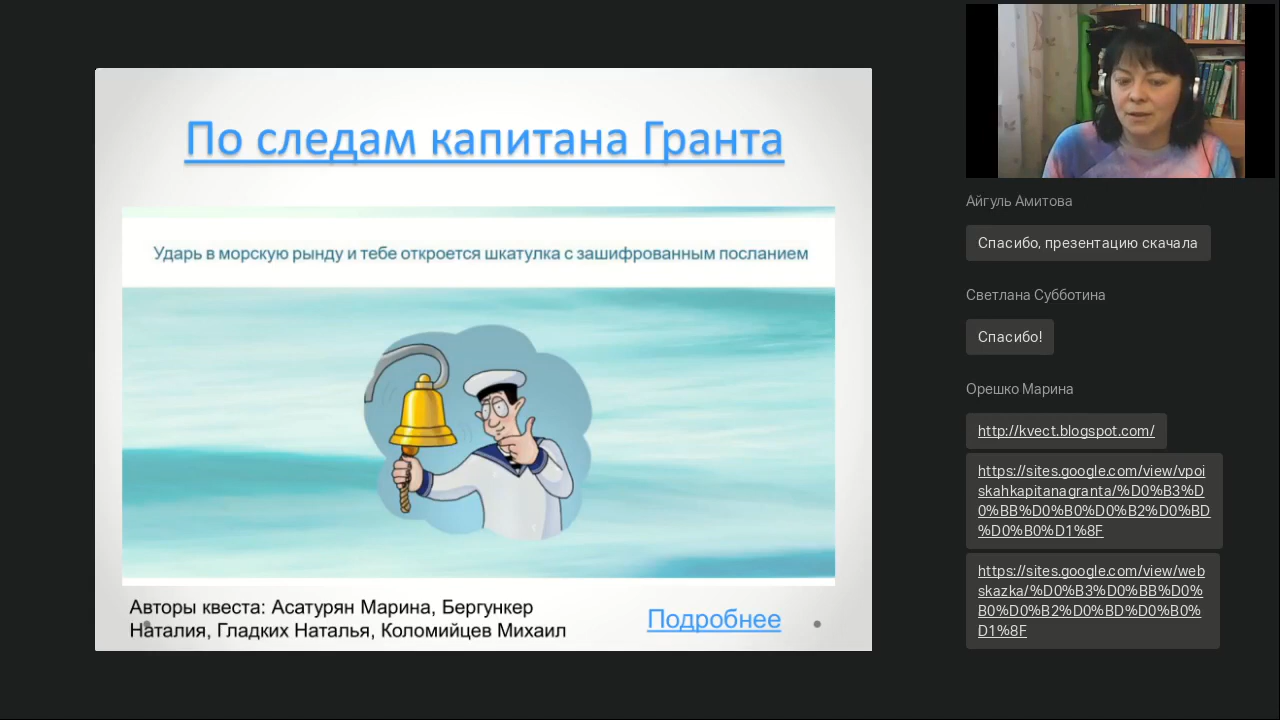 По следам капитана Гранта
Ударь в морскую рынду и тебе откроется шкатулка с зашифрованным посланием
Авторы квеста: Асатурян Марина, Бергункер
Наталия, Гладких Наталья, Коломийцев Михаил
Подробнее
Айгуль Амитова
Спасибо, презентацию скачала
Светлана Субботина
Спасибо!
Орешко Марина
http://kvect.blogspot.com/
https://sites.google.com/view/vpoi
skahkapitanagranta/%D0%B3%D
0%BB%D0%B0%D0%B2%D0%BD
%D0%B0%D1%8F
https://sites.google.com/view/web
skazka/%D0%B3%D0%BB%D0%
B0%D0%B2%D0%BD%D0%B0%
D1%8F